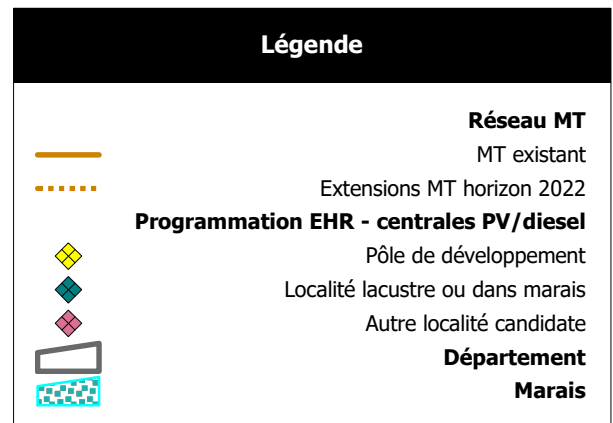 Légende
Réseau MT
MT existant
Extensions MT horizon 2022
Programmation EHR - centrales PV/diesel
Pôle de développement
Localité lacustre ou dans marais
Autre localité candidate
Département
Marais